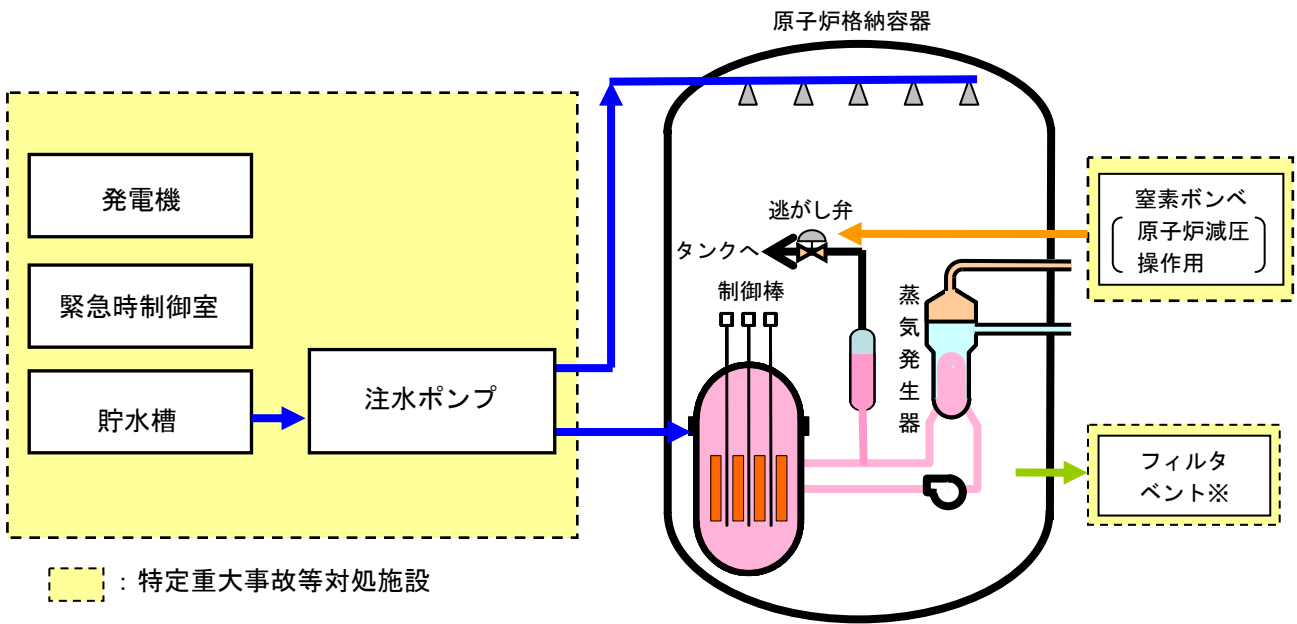 原子炉格納容器
発電機
緊急時制御室
貯水槽
注水ポンプ
逃がし弁
タンクへ
制御棒
蒸気発生器
窒素ボンベ
原子炉減圧
操作用
フィルタ
ベント※
：特定重大事故等対処施設